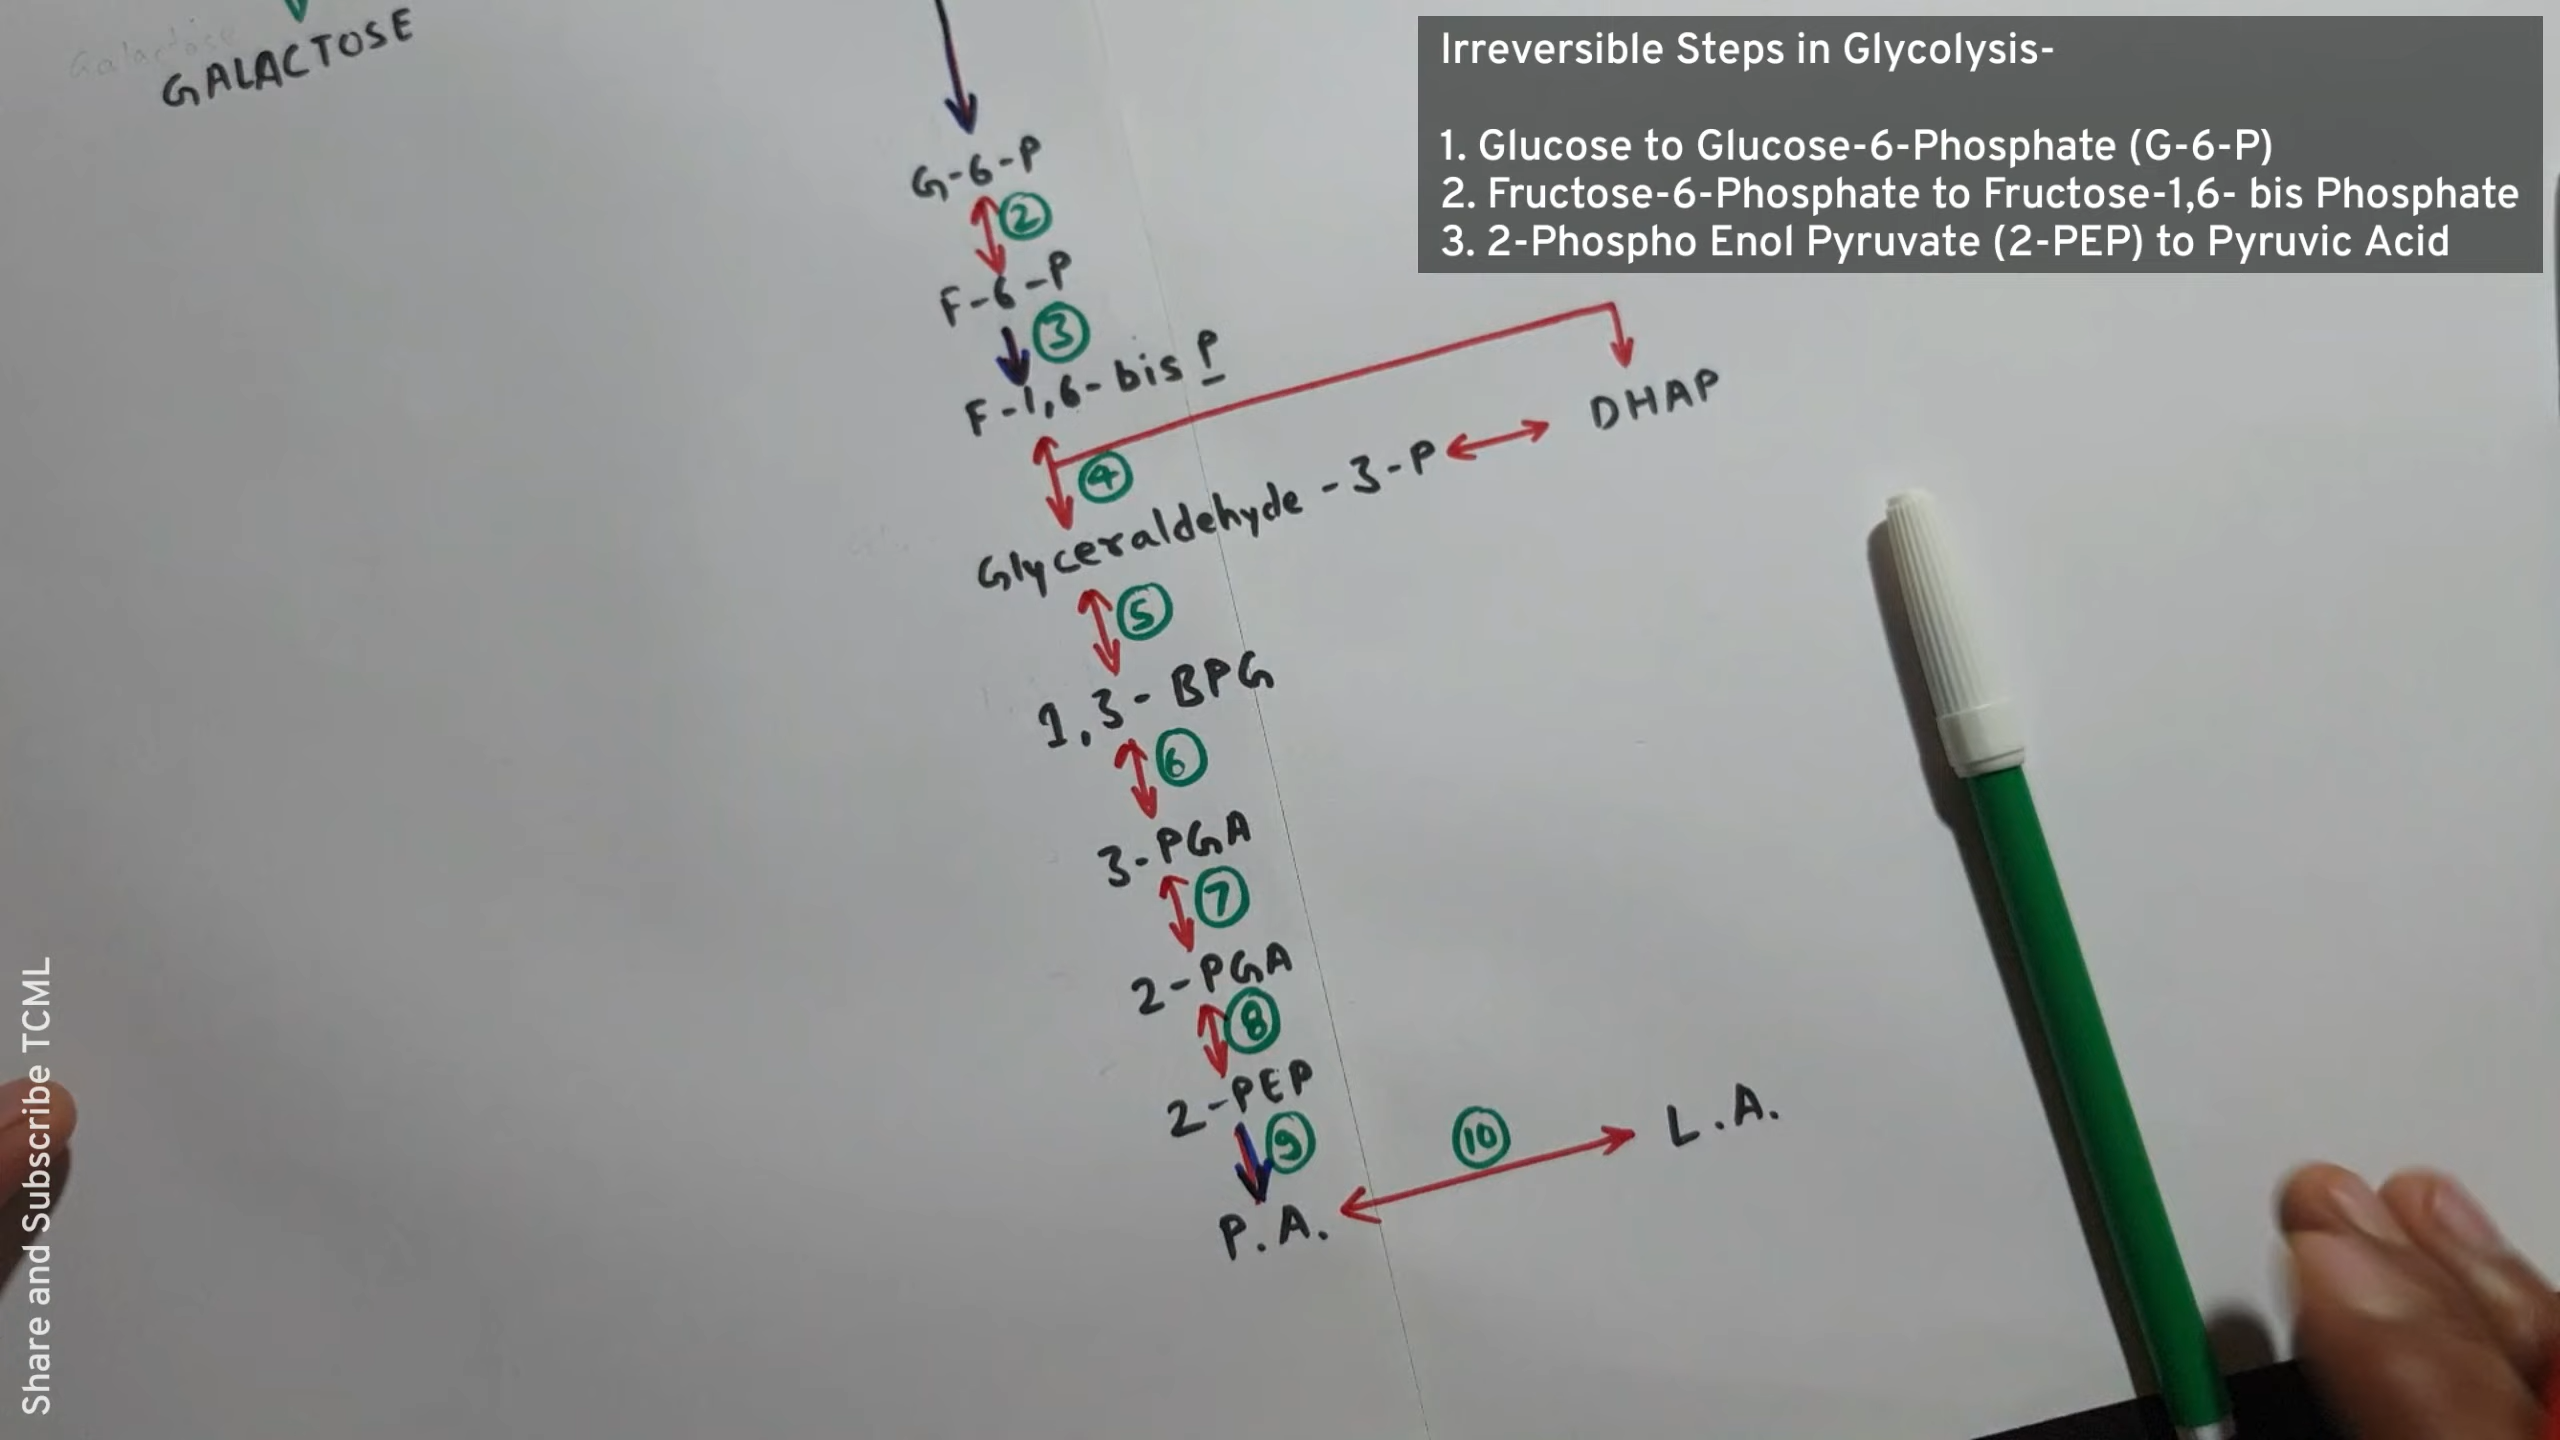 Galactose
GALACTOSE
Irreversible Steps in Glycolysis-
1. Glucose to Glucose-6-Phosphate (G-6-P)
2. Fructose-6-Phosphate to Fructose-1,6- bis Phosphate
3. 2-Phospho Enol Pyruvate (2-PEP) to Pyruvic Acid
G-6-P
2
F-6-P
3
F-1,6-bis P
DHAP
4
Glyceraldehyde-3-P
5
1,3-BPG
6
3-PGA
7
2-PGA
8
2-PEP
9
10
L.A.
P.A.
Share and Subscribe TCML